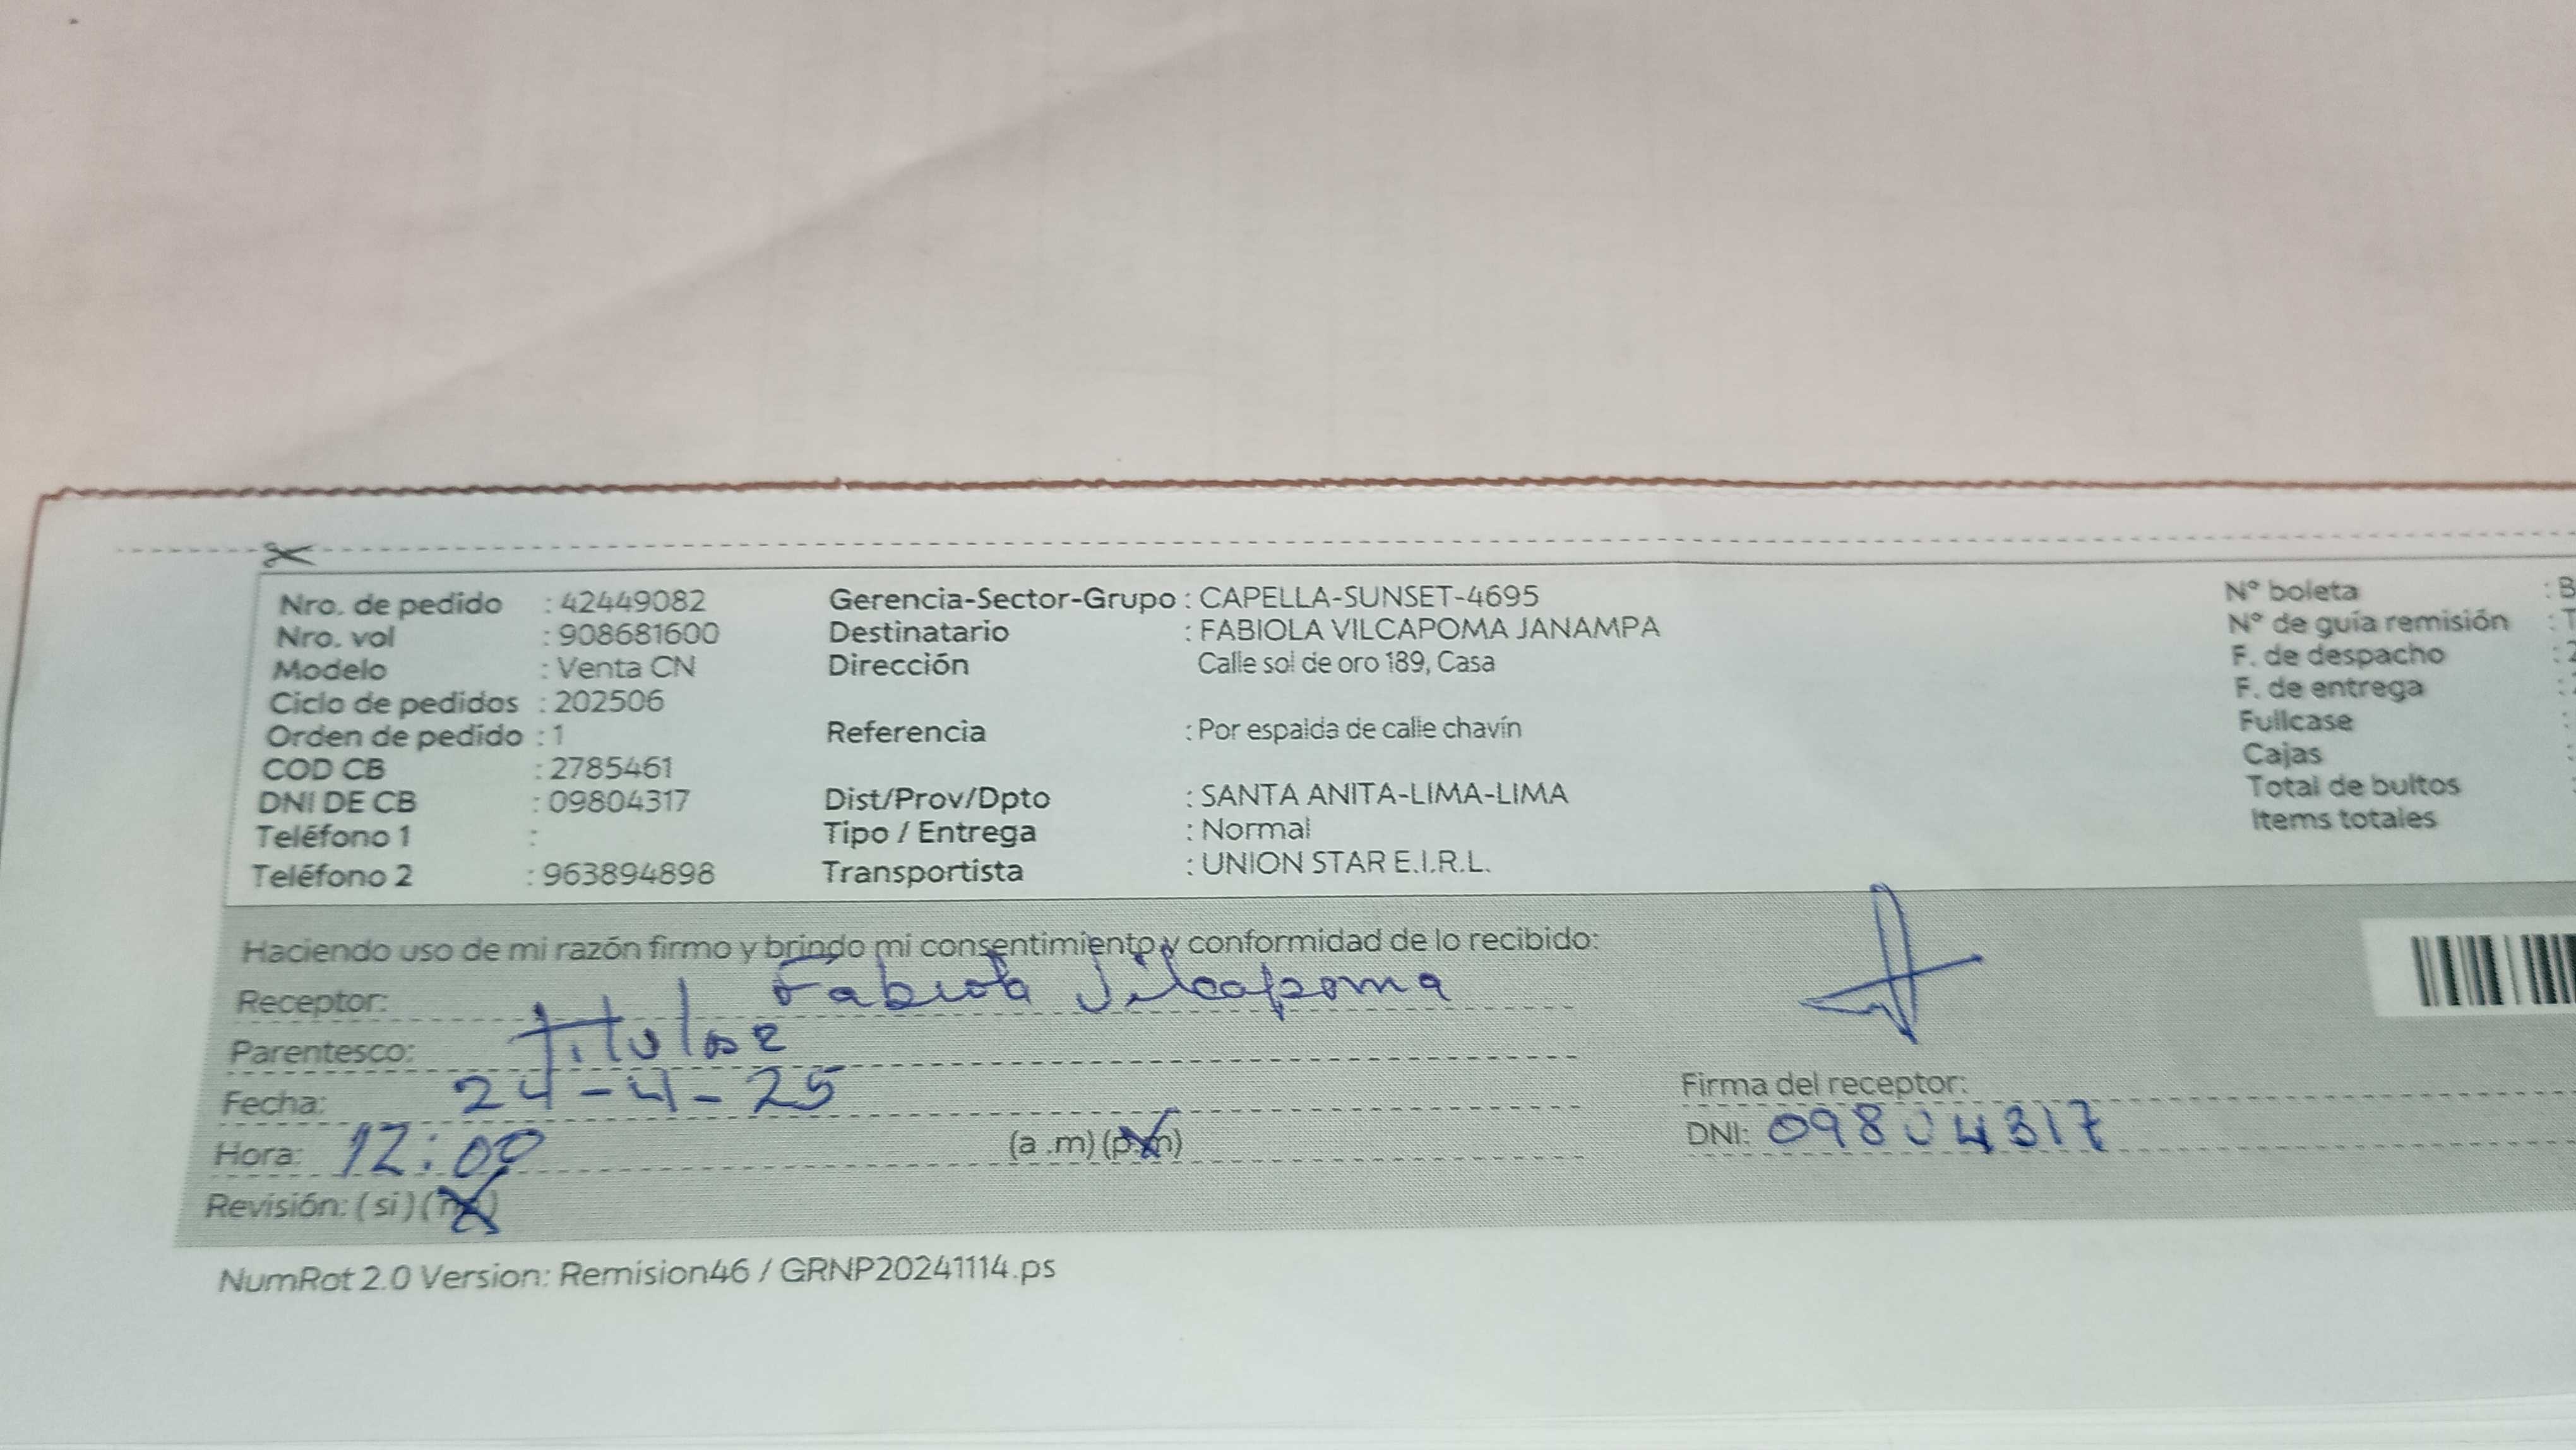 Nro. de pedido : 42449082 Gerencia-Sector-Grupo : CAPELLA-SUNSET-4695 N° boleta : B
Nro. vol : 908681600 Destinatario : FABIOLA VILCAPOMA JANAMPA N° de guía remisión : T
Modelo : Venta CN Dirección Calle sol de oro 189, Casa F. de despacho : 2
Ciclo de pedidos : 202506 F. de entrega :
Orden de pedido : 1 Referencia : Por espalda de calle chavín Fullcase :
COD CB : 2785461 Cajas :
DNI DE CB : 09804317 Dist/Prov/Dpto : SANTA ANITA-LIMA-LIMA Total de bultos :
Teléfono 1 : Tipo / Entrega : Normal Items totales
Teléfono 2 : 963894898 Transportista : UNION STAR E.I.R.L.
Haciendo uso de mi razón firmo y brindo mi consentimiento y conformidad de lo recibido:
Receptor: Fabiola Vilcapoma
Parentesco: titular
Fecha: 24-4-25 Firma del receptor:
Hora: 12:00 (a .m) (p.m) DNI: 09804317
Revisión: ( si ) (no)
NumRot 2.0 Version: Remision46 / GRNP20241114.ps